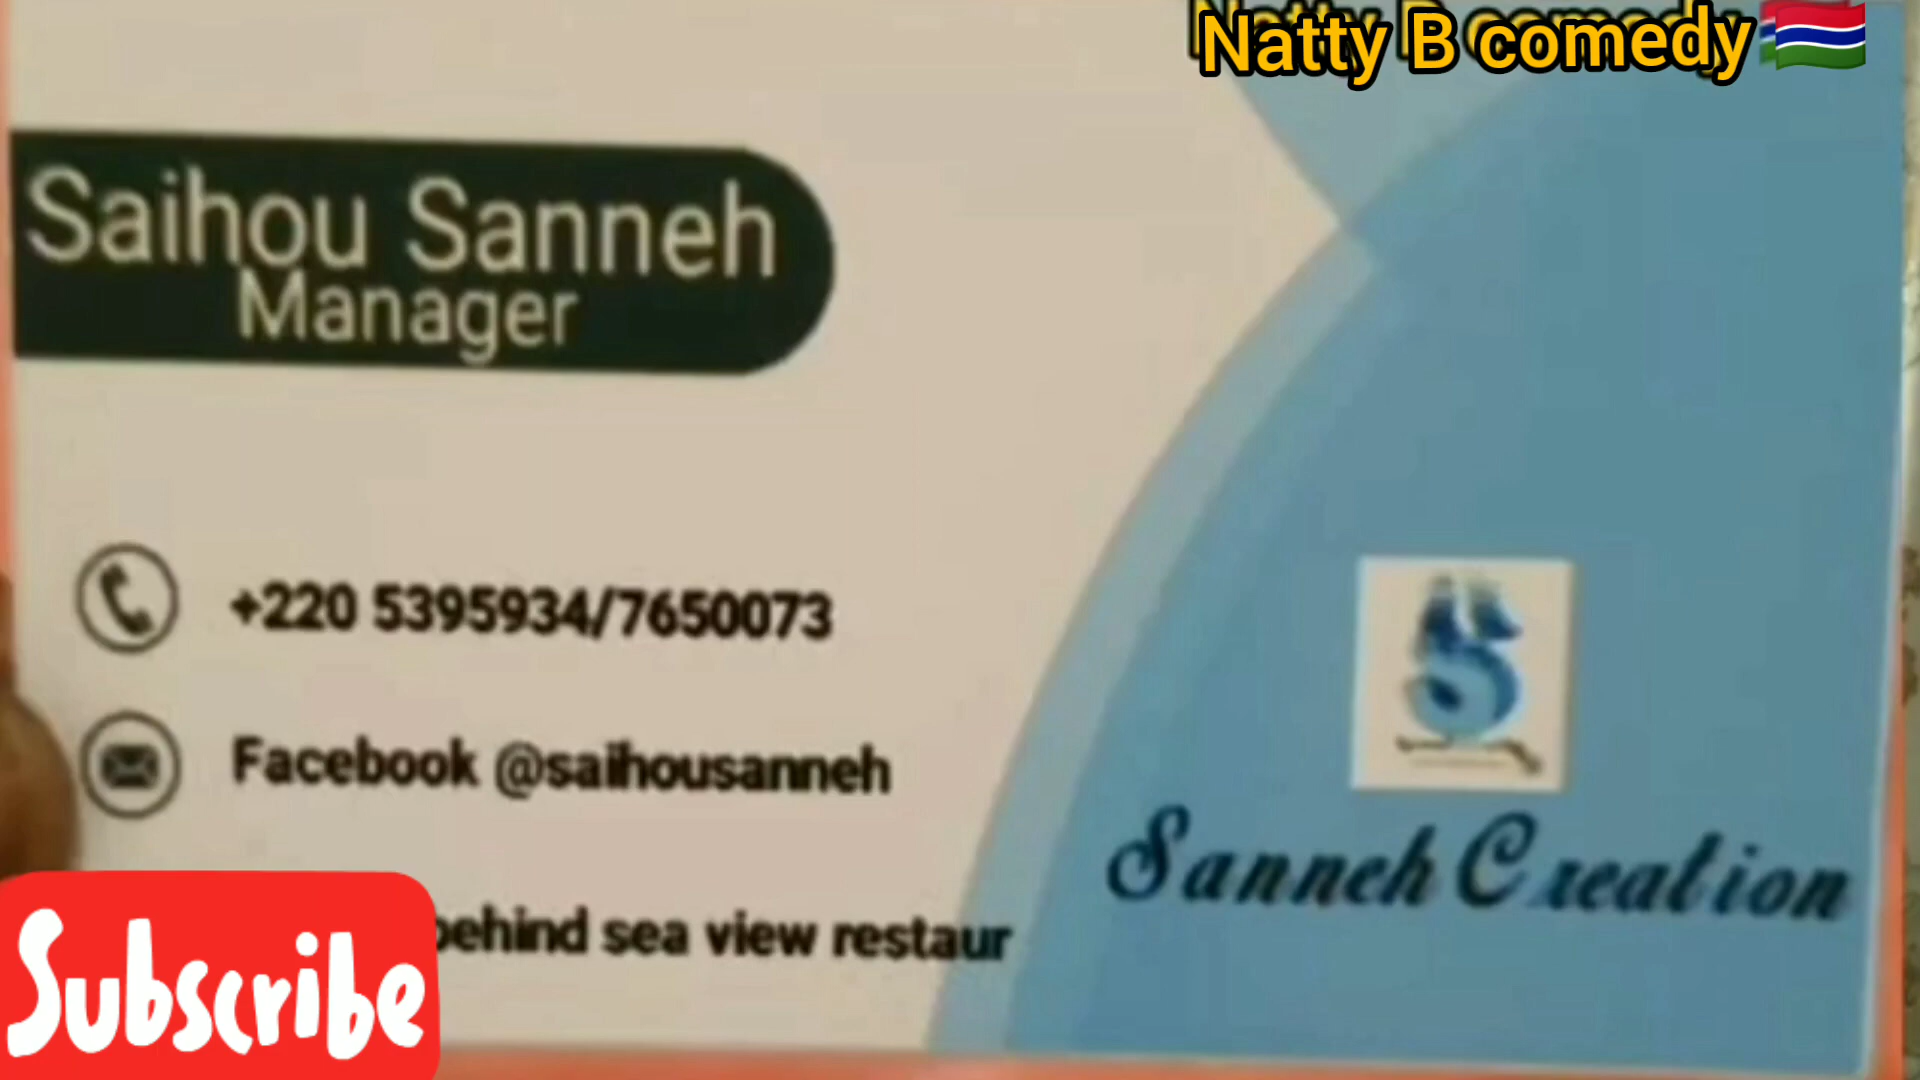 Natty B comedy
Saihou Sanneh
Manager
+220 5395934/7650073
Facebook @saihousanneh
behind sea view restaur
Sanneh Creation
Subscribe